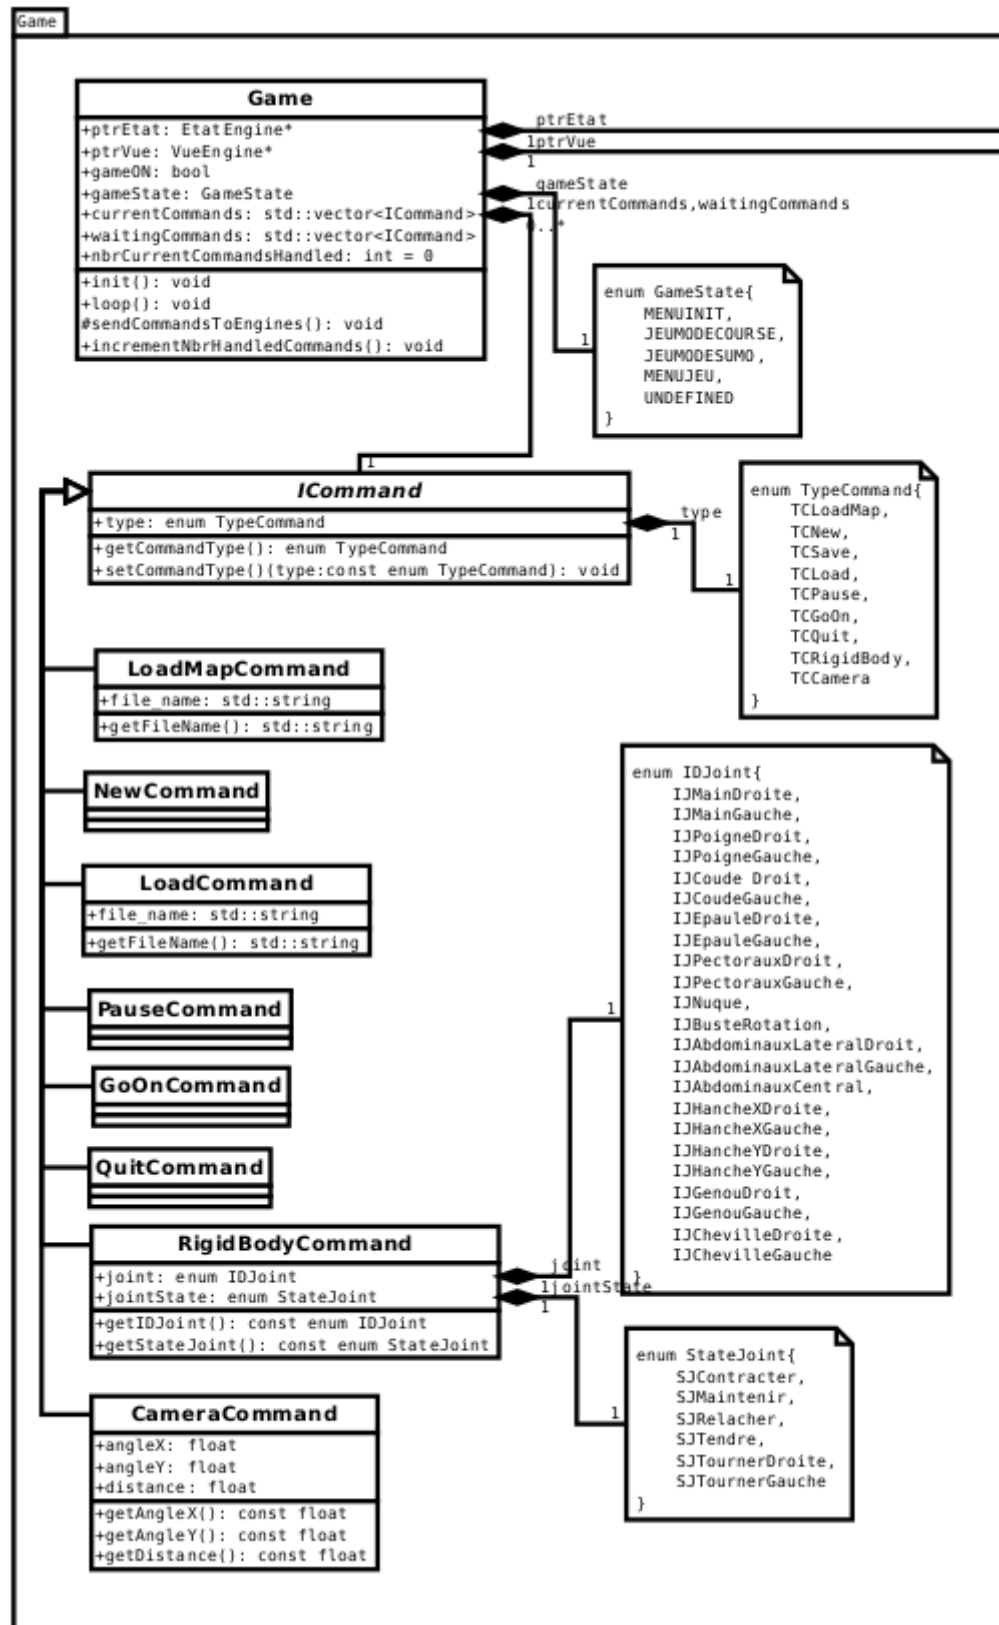 Game
Game
+ptrEtat: EtatEngine*
+ptrVue: VueEngine*
+gameON: bool
+gameState: GameState
+currentCommands: std::vector<ICommand>
+waitingCommands: std::vector<ICommand>
+nbrCurrentCommandsHandled: int = 0
+init(): void
+loop(): void
#sendCommandsToEngines(): void
+incrementNbrHandledCommands(): void
ptrEtat
1
ptrVue
1
gameState
1
currentCommands,waitingCommands
0..*
1
enum GameState{
MENUINIT,
JEUMODECOURSE,
JEUMODESUMO,
MENUJEU,
UNDEFINED
}
1
ICommand
+type: enum TypeCommand
+getCommandType(): enum TypeCommand
+setCommandType()(type:const enum TypeCommand): void
type
1
1
enum TypeCommand{
TCLoadMap,
TCNew,
TCSave,
TCLoad,
TCPause,
TCGoOn,
TCQuit,
TCRigidBody,
TCCamera
}
LoadMapCommand
+file_name: std::string
+getFileName(): std::string
NewCommand
LoadCommand
+file_name: std::string
+getFileName(): std::string
PauseCommand
GoOnCommand
QuitCommand
RigidBodyCommand
+joint: enum IDJoint
+jointState: enum StateJoint
+getIDJoint(): const enum IDJoint
+getStateJoint(): const enum StateJoint
joint
1
jointState
1
1
enum IDJoint{
IJMainDroite,
IJMainGauche,
IJPoigneDroit,
IJPoigneGauche,
IJCoude Droit,
IJCoudeGauche,
IJEpauleDroite,
IJEpauleGauche,
IJPectorauxDroit,
IJPectorauxGauche,
IJNuque,
IJBusteRotation,
IJAbdominauxLateralDroit,
IJAbdominauxLateralGauche,
IJAbdominauxCentral,
IJHancheXDroite,
IJHancheXGauche,
IJHancheYDroite,
IJHancheYGauche,
IJGenouDroit,
IJGenouGauche,
IJChevilleDroite,
IJChevilleGauche
}
1
enum StateJoint{
SJContracter,
SJMaintenir,
SJRelacher,
SJTendre,
SJTournerDroite,
SJTournerGauche
}
CameraCommand
+angleX: float
+angleY: float
+distance: float
+getAngleX(): const float
+getAngleY(): const float
+getDistance(): const float